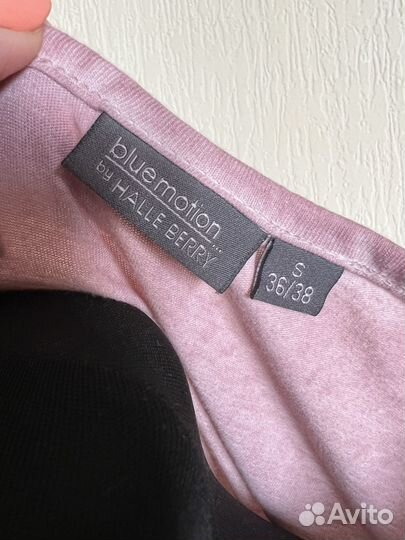 bluemotion...
by HALLE BERRY
S
36/38
Avito